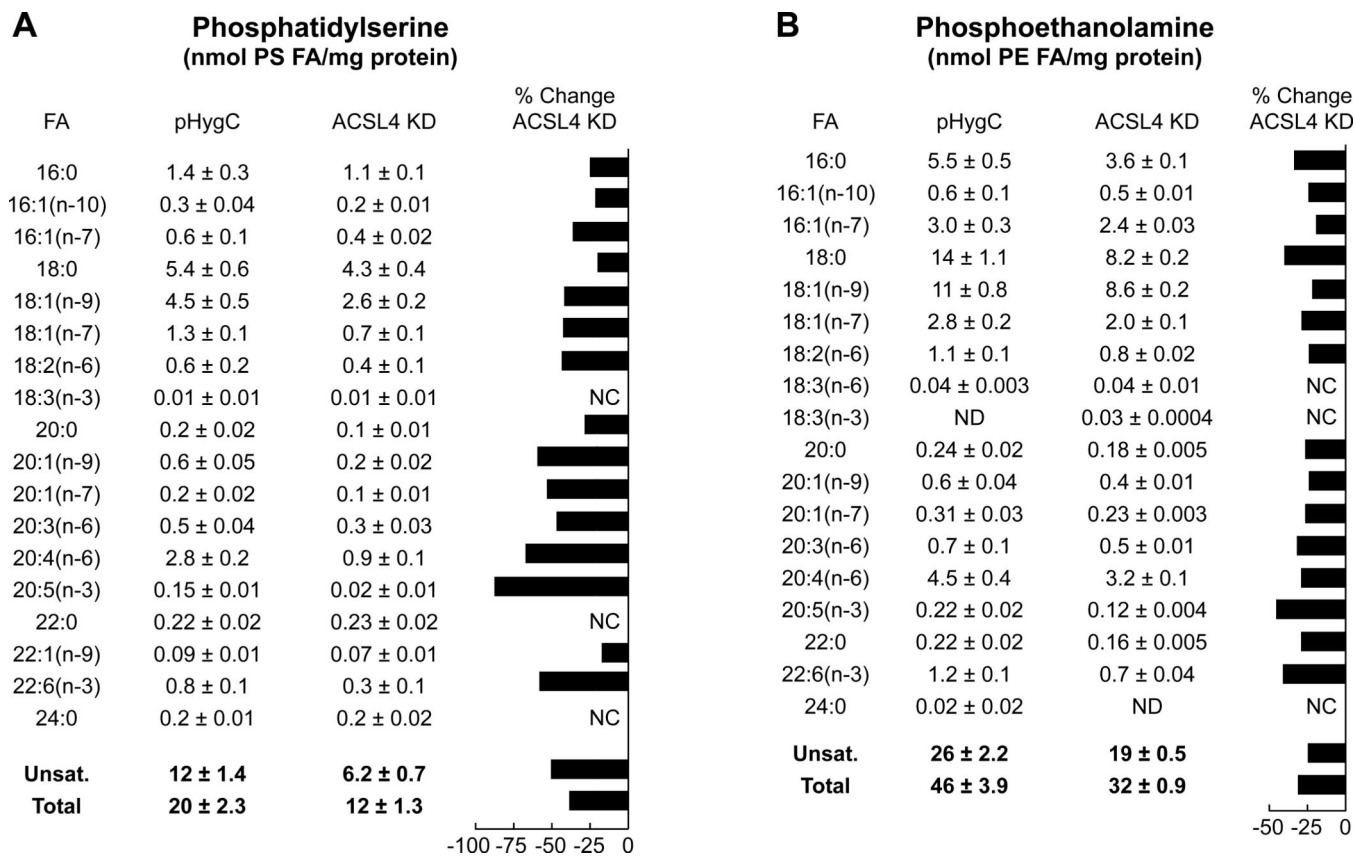 A
Phosphatidylserine
(nmol PS FA/mg protein)
FA pHygC ACSL4 KD % Change ACSL4 KD
16:0 1.4 ± 0.3 1.1 ± 0.1
16:1(n-10) 0.3 ± 0.04 0.2 ± 0.01
16:1(n-7) 0.6 ± 0.1 0.4 ± 0.02
18:0 5.4 ± 0.6 4.3 ± 0.4
18:1(n-9) 4.5 ± 0.5 2.6 ± 0.2
18:1(n-7) 1.3 ± 0.1 0.7 ± 0.1
18:2(n-6) 0.6 ± 0.2 0.4 ± 0.1
18:3(n-3) 0.01 ± 0.01 0.01 ± 0.01 NC
20:0 0.2 ± 0.02 0.1 ± 0.01
20:1(n-9) 0.6 ± 0.05 0.2 ± 0.02
20:1(n-7) 0.2 ± 0.02 0.1 ± 0.01
20:3(n-6) 0.5 ± 0.04 0.3 ± 0.03
20:4(n-6) 2.8 ± 0.2 0.9 ± 0.1
20:5(n-3) 0.15 ± 0.01 0.02 ± 0.01
22:0 0.22 ± 0.02 0.23 ± 0.02 NC
22:1(n-9) 0.09 ± 0.01 0.07 ± 0.01
22:6(n-3) 0.8 ± 0.1 0.3 ± 0.1
24:0 0.2 ± 0.01 0.2 ± 0.02 NC
Unsat. 12 ± 1.4 6.2 ± 0.7
Total 20 ± 2.3 12 ± 1.3
-100 -75 -50 -25 0
B
Phosphoethanolamine
(nmol PE FA/mg protein)
FA pHygC ACSL4 KD % Change ACSL4 KD
16:0 5.5 ± 0.5 3.6 ± 0.1
16:1(n-10) 0.6 ± 0.1 0.5 ± 0.01
16:1(n-7) 3.0 ± 0.3 2.4 ± 0.03
18:0 14 ± 1.1 8.2 ± 0.2
18:1(n-9) 11 ± 0.8 8.6 ± 0.2
18:1(n-7) 2.8 ± 0.2 2.0 ± 0.1
18:2(n-6) 1.1 ± 0.1 0.8 ± 0.02
18:3(n-6) 0.04 ± 0.003 0.04 ± 0.01 NC
18:3(n-3) ND 0.03 ± 0.0004 NC
20:0 0.24 ± 0.02 0.18 ± 0.005
20:1(n-9) 0.6 ± 0.04 0.4 ± 0.01
20:1(n-7) 0.31 ± 0.03 0.23 ± 0.003
20:3(n-6) 0.7 ± 0.1 0.5 ± 0.01
20:4(n-6) 4.5 ± 0.4 3.2 ± 0.1
20:5(n-3) 0.22 ± 0.02 0.12 ± 0.004
22:0 0.22 ± 0.02 0.16 ± 0.005
22:6(n-3) 1.2 ± 0.1 0.7 ± 0.04
24:0 0.02 ± 0.02 ND NC
Unsat. 26 ± 2.2 19 ± 0.5
Total 46 ± 3.9 32 ± 0.9
-50 -25 0